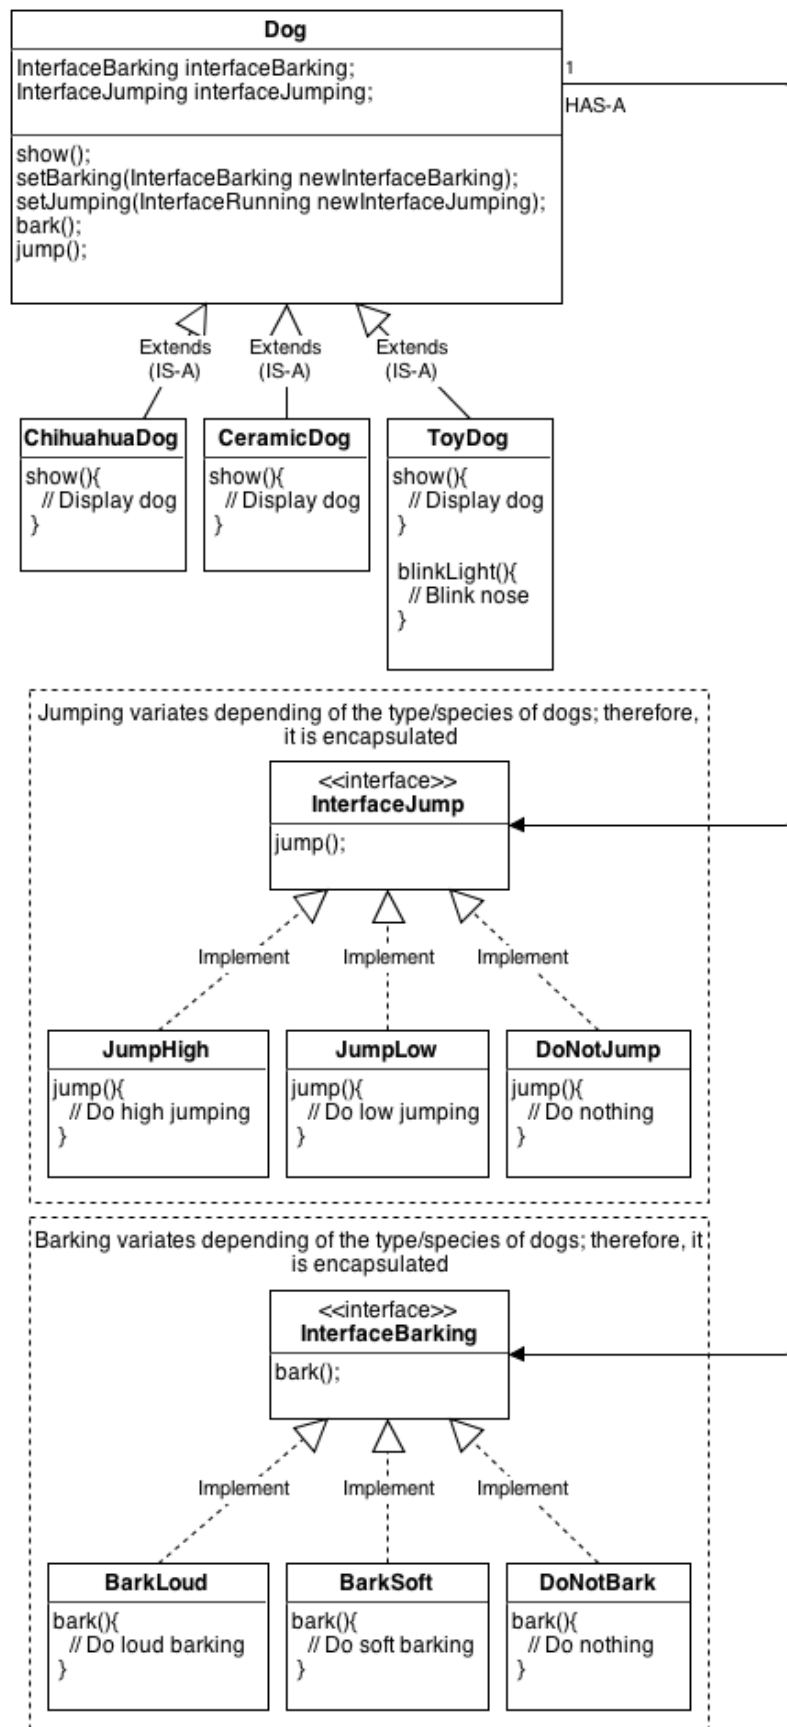 Dog
InterfaceBarking interfaceBarking;
InterfaceJumping interfaceJumping;
1
HAS-A
show();
setBarking(InterfaceBarking newInterfaceBarking);
setJumping(InterfaceRunning newInterfaceJumping);
bark();
jump();
Extends
(IS-A)
Extends
(IS-A)
Extends
(IS-A)
ChihuahuaDog
show(){
// Display dog
}
CeramicDog
show(){
// Display dog
}
ToyDog
show(){
// Display dog
}
blinkLight(){
// Blink nose
}
Jumping variates depending of the type/species of dogs; therefore,
it is encapsulated
<<interface>>
InterfaceJump
jump();
Implement
Implement
Implement
JumpHigh
jump(){
// Do high jumping
}
JumpLow
jump(){
// Do low jumping
}
DoNotJump
jump(){
// Do nothing
}
Barking variates depending of the type/species of dogs; therefore, it
is encapsulated
<<interface>>
InterfaceBarking
bark();
Implement
Implement
Implement
BarkLoud
bark(){
// Do loud barking
}
BarkSoft
bark(){
// Do soft barking
}
DoNotBark
bark(){
// Do nothing
}